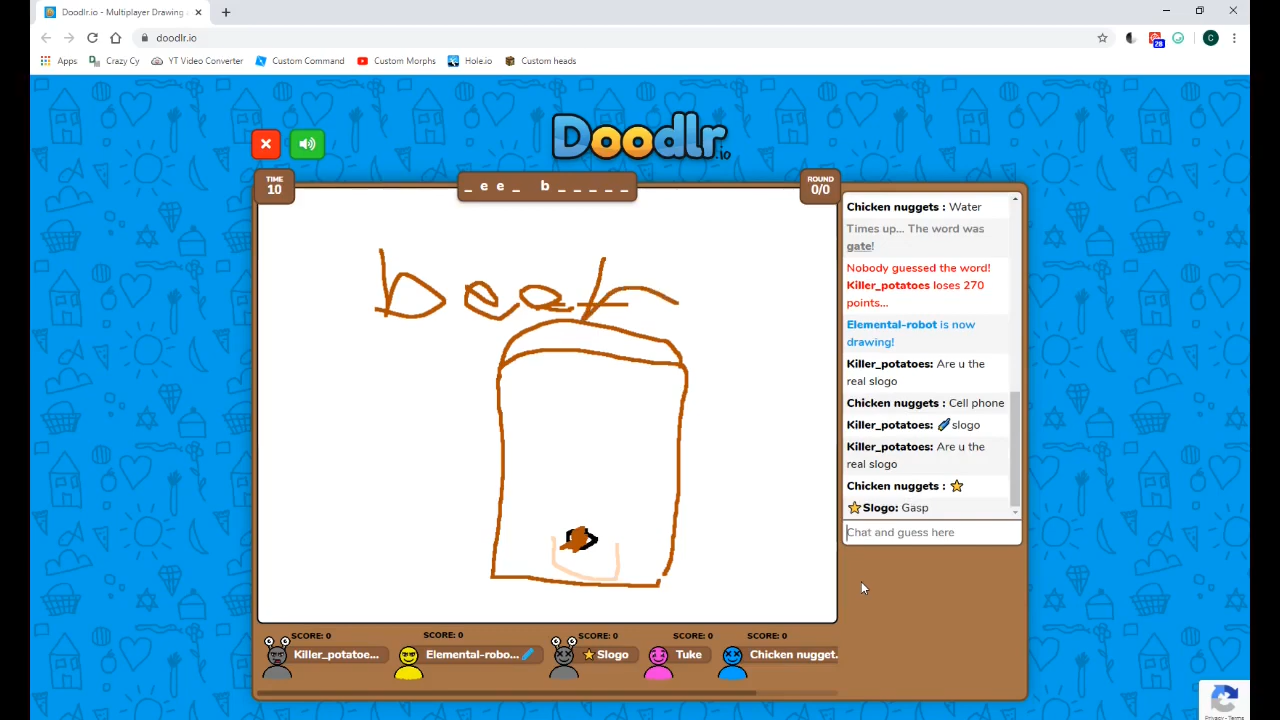 Doodlr.io - Multiplayer Drawing
doodlr.io
28
C
Apps Crazy Cy YT Video Converter Custom Command Custom Morphs Hole.io Custom heads
Doodlr.io
TIME
10
_ e e _ b _ _ _ _ _
ROUND
0/0
beer
Chicken nuggets : Water
Times up... The word was
gate!
Nobody guessed the word!
Killer_potatoes loses 270
points...
Elemental-robot is now
drawing!
Killer_potatoes: Are u the
real slogo
Chicken nuggets : Cell phone
Killer_potatoes: slogo
Killer_potatoes: Are u the
real slogo
Chicken nuggets :
Slogo: Gasp
Chat and guess here
SCORE: 0 SCORE: 0 SCORE: 0 SCORE: 0 SCORE: 0
Killer_potatoe... Elemental-robo... Slogo Tuke Chicken nugget.
Privacy - Terms